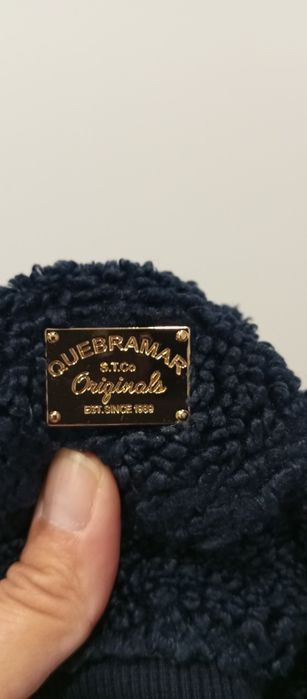 QUEBRAMAR
S.T.Co
Originals
EST. SINCE 1989